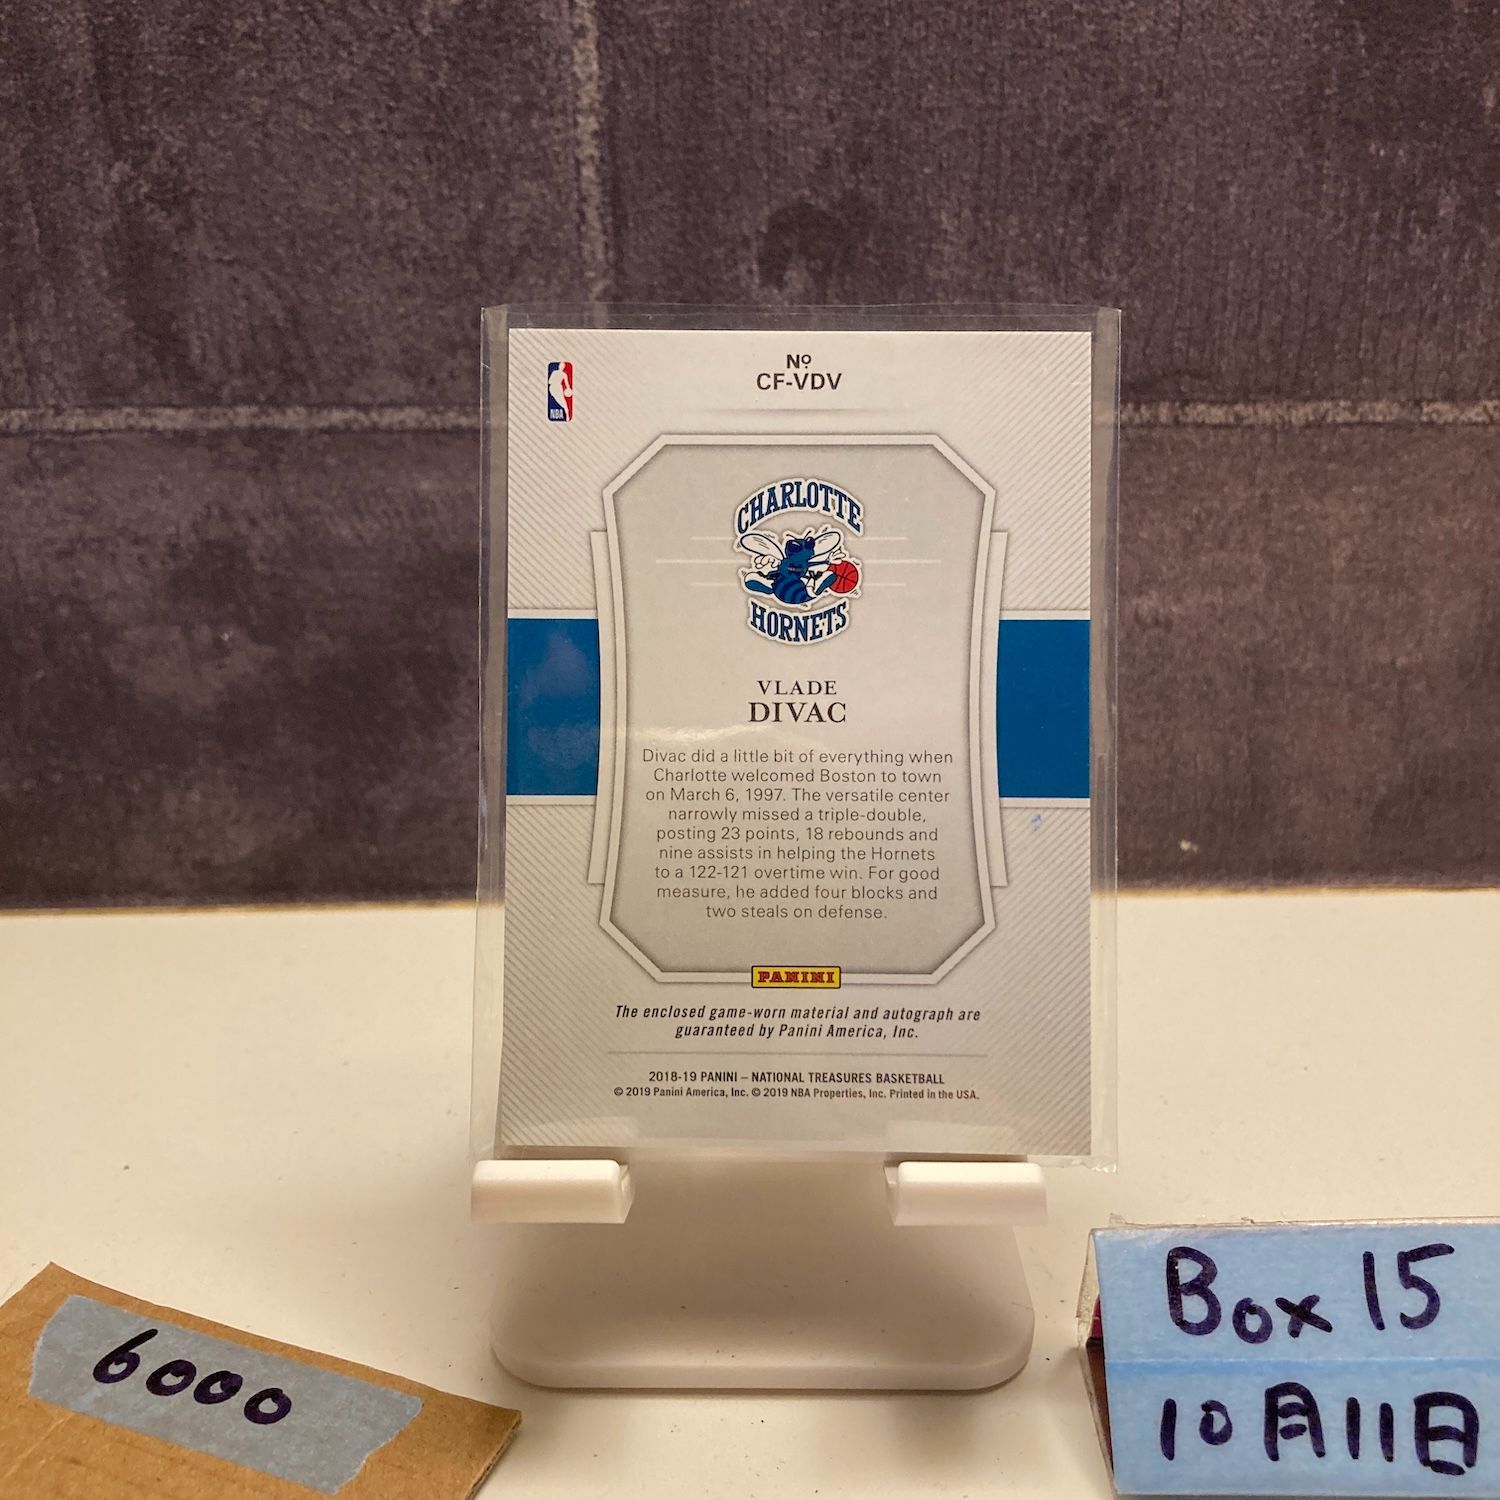 Nº
CF-VDV
NBA
CHARLOTTE
HORNETS
VLADE
DIVAC
Divac did a little bit of everything when
Charlotte welcomed Boston to town
on March 6, 1997. The versatile center
narrowly missed a triple-double,
posting 23 points, 18 rebounds and
nine assists in helping the Hornets
to a 122-121 overtime win. For good
measure, he added four blocks and
two steals on defense.
PANINI
The enclosed game-worn material and autograph are
guaranteed by Panini America, Inc.
2018-19 PANINI – NATIONAL TREASURES BASKETBALL
© 2019 Panini America, Inc. © 2019 NBA Properties, Inc. Printed in the USA.
6000
Box 15
10月11日